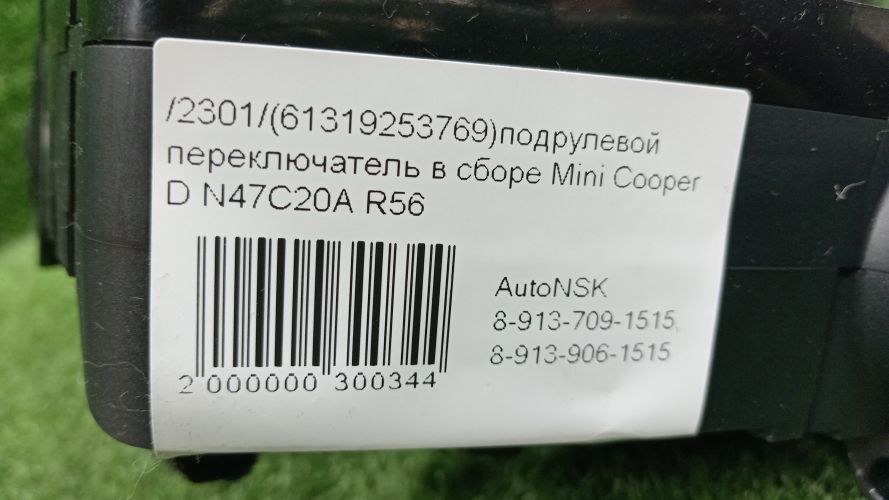 /2301/(61319253769)подрулевой
переключатель в сборе Mini Cooper
D N47C20A R56
AutoNSK
8-913-709-1515,
8-913-906-1515
2 000000 300344